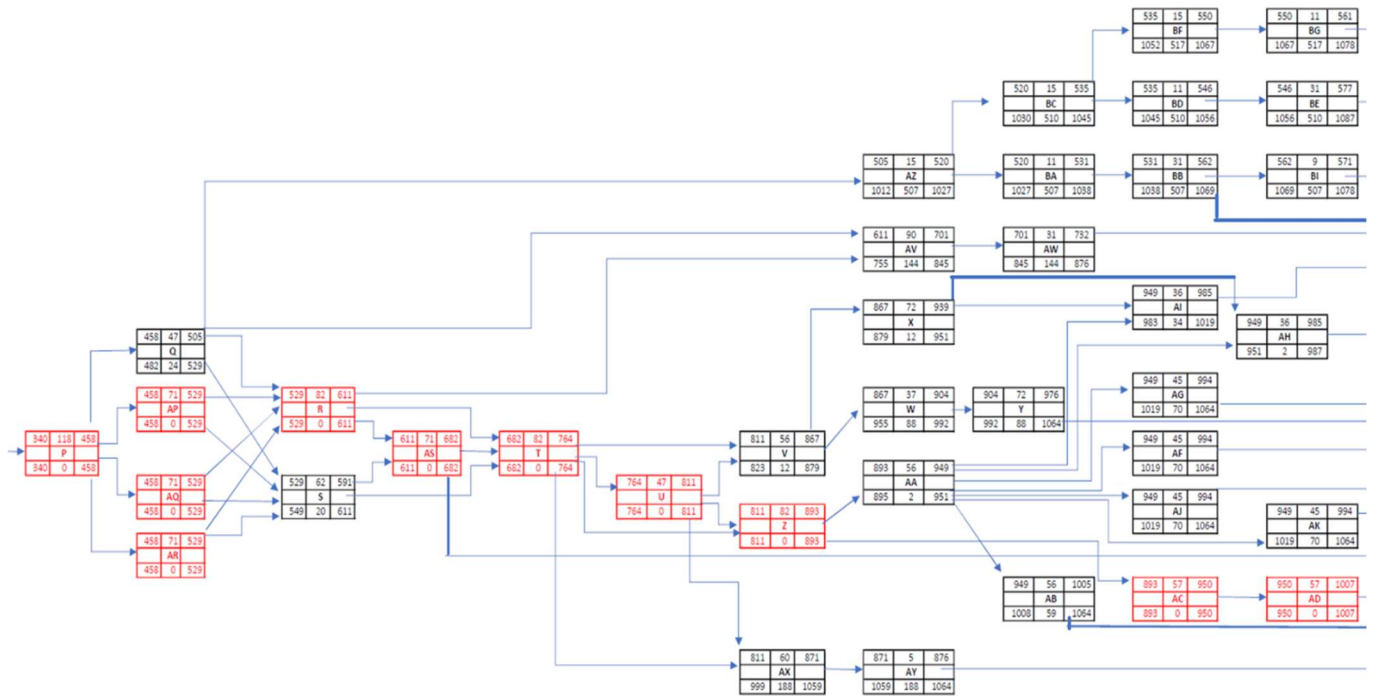 535 15 550
BF
1052 517 1067
550 11 561
BG
1067 517 1078
520 15 535
BC
1030 510 1045
535 11 546
BD
1045 510 1056
546 31 577
BE
1056 510 1087
505 15 520
AZ
1012 507 1027
520 11 531
BA
1027 507 1038
531 31 562
BB
1038 507 1069
562 9 571
BI
1069 507 1078
611 90 701
AV
755 144 845
701 31 732
AW
845 144 876
867 72 939
X
879 12 951
949 36 985
AI
983 34 1019
949 36 985
AH
951 2 987
458 47 505
Q
482 24 529
458 71 529
AP
458 0 529
529 82 611
R
529 0 611
867 37 904
W
955 88 992
904 72 976
Y
992 88 1064
949 45 994
AG
1019 70 1064
340 118 458
P
340 0 458
611 71 682
AS
611 0 682
682 82 764
T
682 0 764
811 56 867
V
823 12 879
893 56 949
AA
895 2 951
949 45 994
AF
1019 70 1064
458 71 529
AQ
458 0 529
529 62 591
S
549 20 611
764 47 811
U
764 0 811
811 82 893
Z
811 0 893
949 45 994
AJ
1019 70 1064
949 45 994
AK
1019 70 1064
458 71 529
AR
458 0 529
949 56 1005
AB
1008 59 1064
893 57 950
AC
893 0 950
950 57 1007
AD
950 0 1007
811 60 871
AX
999 188 1059
871 5 876
AY
1059 188 1064